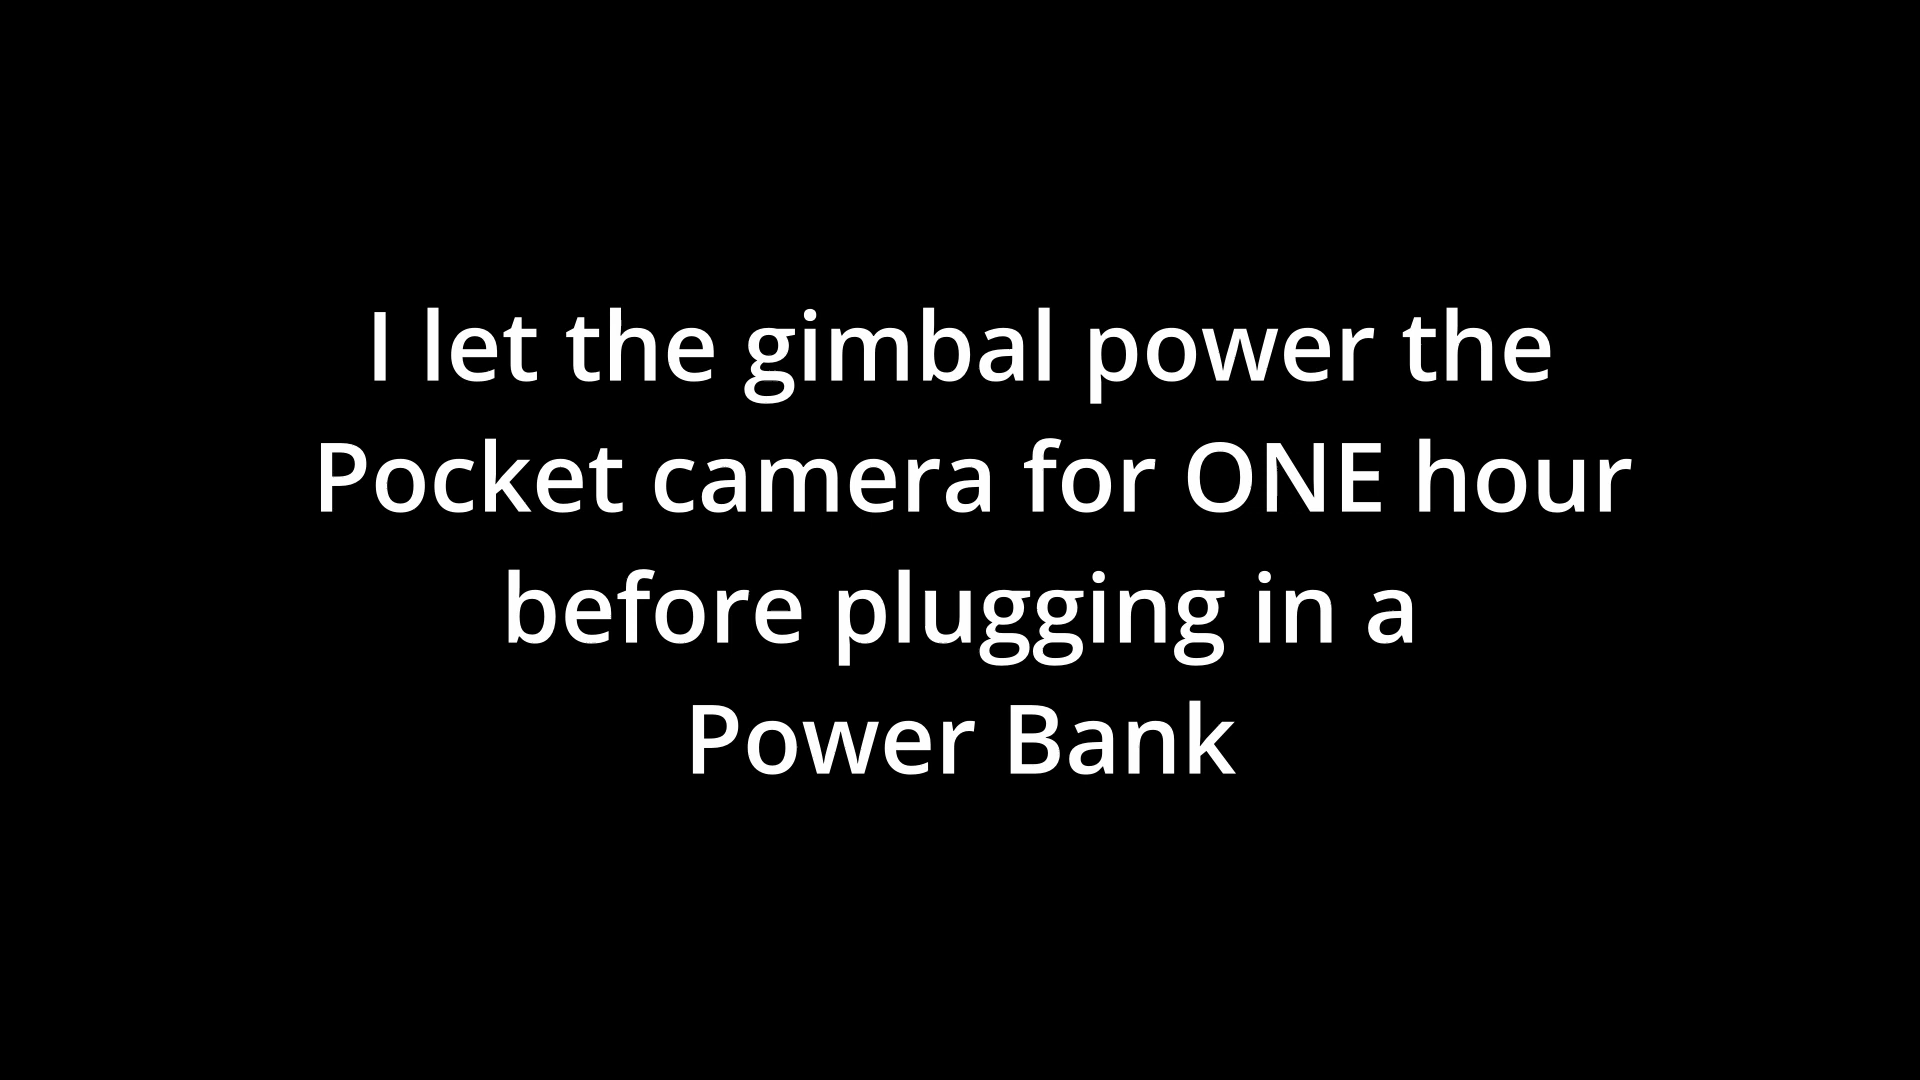 I let the gimbal power the
Pocket camera for ONE hour
before plugging in a
Power Bank